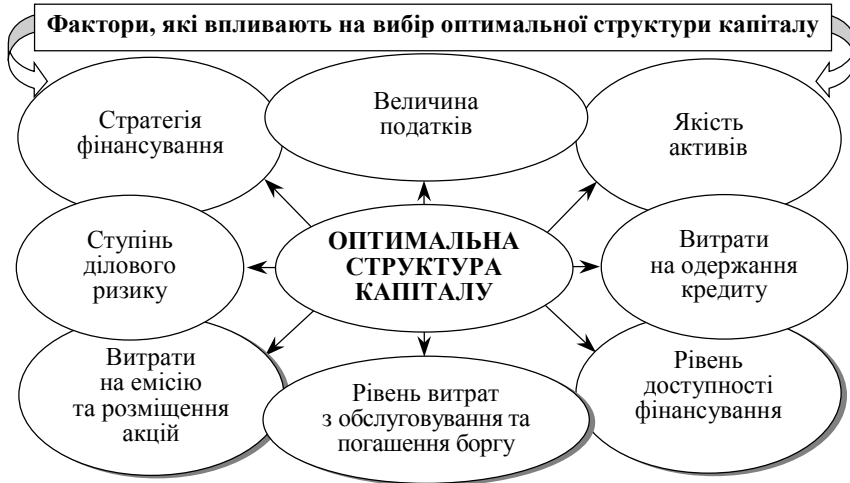 Фактори, які впливають на вибір оптимальної структури капіталу
Стратегія
фінансування
Величина
податків
Якість
активів
Ступінь
ділового
ризику
ОПТИМАЛЬНА
СТРУКТУРА
КАПІТАЛУ
Витрати
на одержання
кредиту
Витрати
на емісію
та розміщення
акцій
Рівень витрат
з обслуговування та
погашення боргу
Рівень
доступності
фінансування